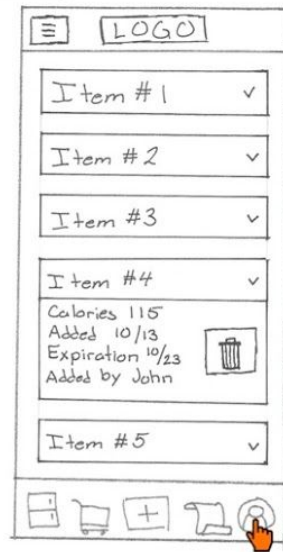 LOGO
Item #1
Item #2
Item #3
Item #4
Calories 115
Added 10/13
Expiration 10/23
Added by John
Item #5